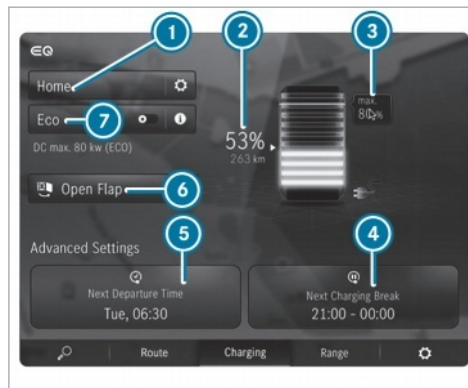 EQ
1
2
3
Home
max.
80%
Eco
7
53%
263 km
DC max. 80 kw (ECO)
Open Flap
6
Advanced Settings
5
4
Next Departure Time
Tue, 06:30
Next Charging Break
21:00 - 00:00
Route
Charging
Range